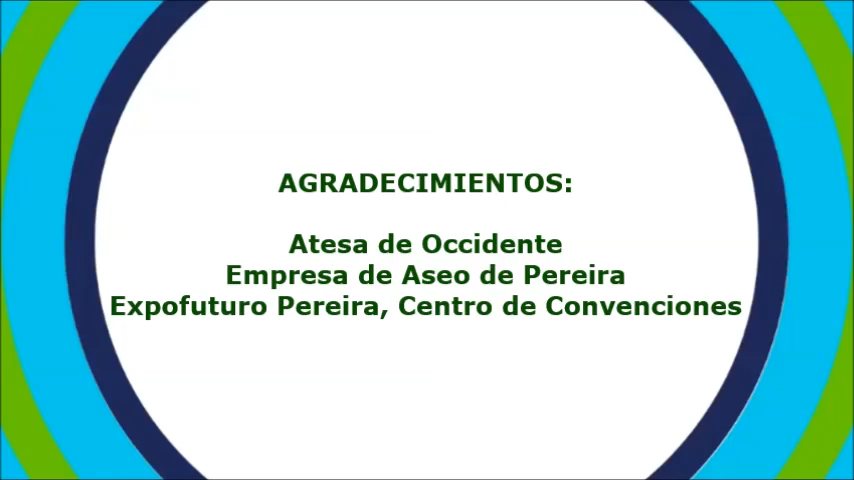 AGRADECIMIENTOS:
Atesa de Occidente
Empresa de Aseo de Pereira
Expofuturo Pereira, Centro de Convenciones